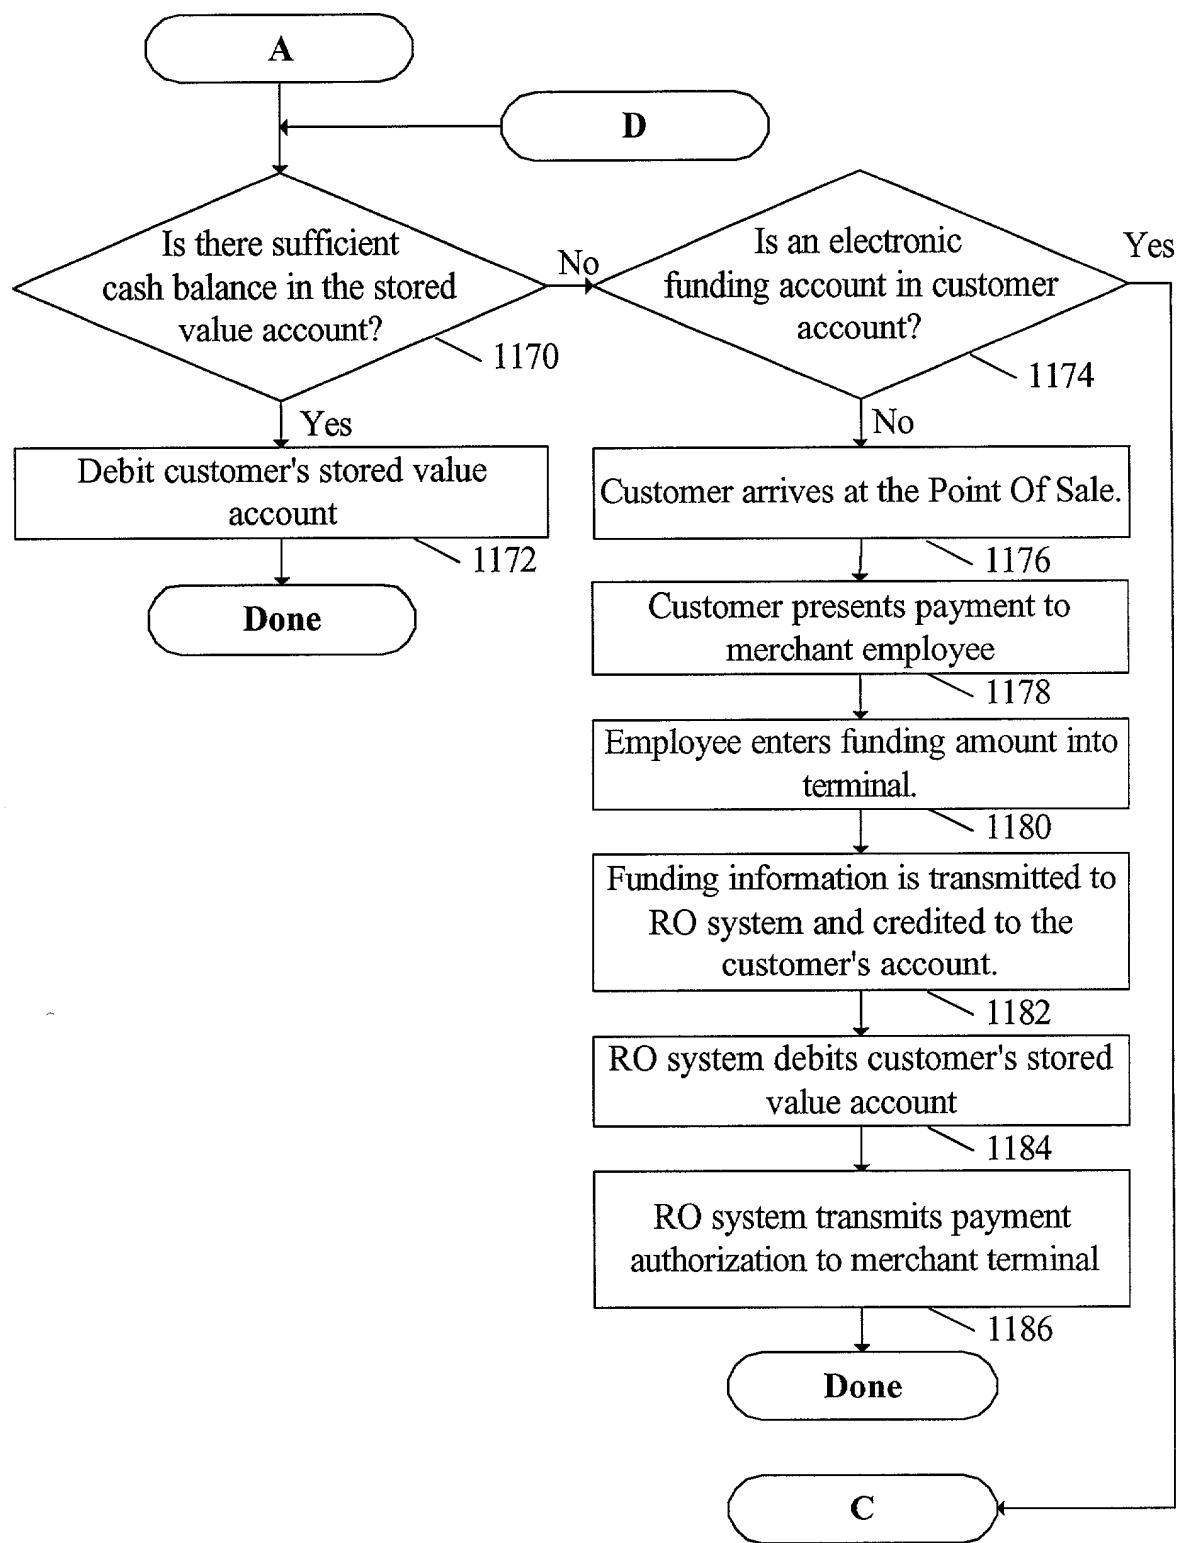 A
D
Is there sufficient
cash balance in the stored
value account?
1170
No
Yes
Debit customer's stored value
account
1172
Done
Is an electronic
funding account in customer
account?
1174
Yes
No
Customer arrives at the Point Of Sale.
1176
Customer presents payment to
merchant employee
1178
Employee enters funding amount into
terminal.
1180
Funding information is transmitted to
RO system and credited to the
customer's account.
1182
RO system debits customer's stored
value account
1184
RO system transmits payment
authorization to merchant terminal
1186
Done
C